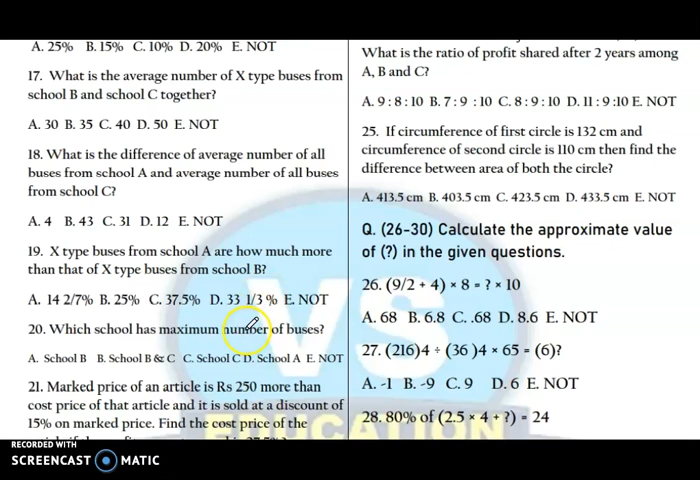 A. 25% B. 15% C. 10% D. 20% E. NOT
17. What is the average number of X type buses from
school B and school C together?
A. 30 B. 35 C. 40 D. 50 E. NOT
18. What is the difference of average number of all
buses from school A and average number of all buses
from school C?
A. 4 B. 43 C. 31 D. 12 E. NOT
19. X type buses from school A are how much more
than that of X type buses from school B?
A. 14 2/7% B. 25% C. 37.5% D. 33 1/3 % E. NOT
20. Which school has maximum number of buses?
A. School B B. School B & C C. School C D. School A E. NOT
21. Marked price of an article is Rs 250 more than
cost price of that article and it is sold at a discount of
15% on marked price. Find the cost price of the
What is the ratio of profit shared after 2 years among
A, B and C?
A. 9 : 8 : 10 B. 7 : 9 : 10 C. 8 : 9 : 10 D. 11 : 9 :10 E. NOT
25. If circumference of first circle is 132 cm and
circumference of second circle is 110 cm then find the
difference between area of both the circle?
A. 413.5 cm B. 403.5 cm C. 423.5 cm D. 433.5 cm E. NOT
Q. (26-30) Calculate the approximate value
of (?) in the given questions.
26. (9/2 + 4) × 8 = ? × 10
A. 68 B. 6.8 C. .68 D. 8.6 E. NOT
27. (216)4 ÷ (36 )4 × 65 = (6)?
A. -1 B. -9 C. 9 D. 6 E. NOT
28. 80% of (2.5 × 4 + ?) = 24
VS
EDUCATION
RECORDED WITH
SCREENCAST MATIC